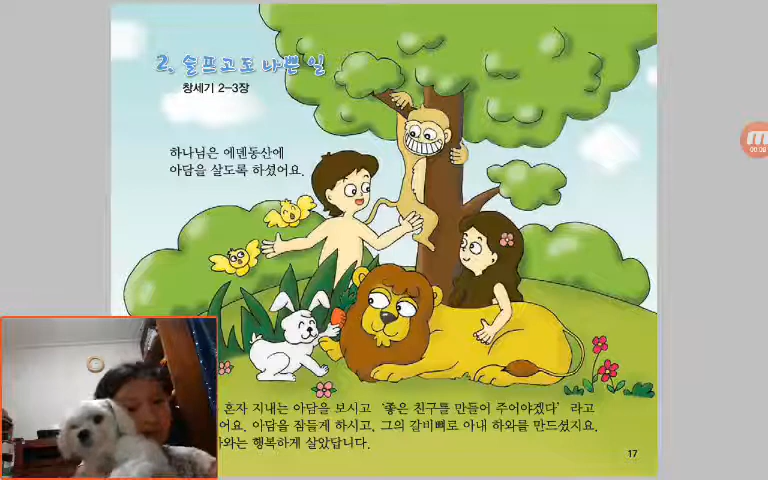 2. 슬프고도 나쁜 일
창세기 2-3장
하나님은 에덴동산에
아담을 살도록 하셨어요.
혼자 지내는 아담을 보시고 ‘좋은 친구를 만들어 주어야겠다’ 라고
어요. 아담을 잠들게 하시고, 그의 갈비뼈로 아내 하와를 만드셨지요.
와는 행복하게 살았답니다.
17
00:06